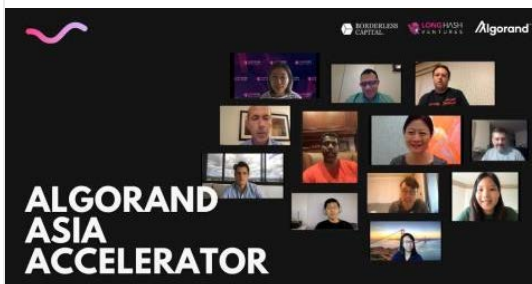 BORDERLESS
CAPITAL
LONGHASH
VENTURES
Algorand
ALGORAND
ASIA
ACCELERATOR